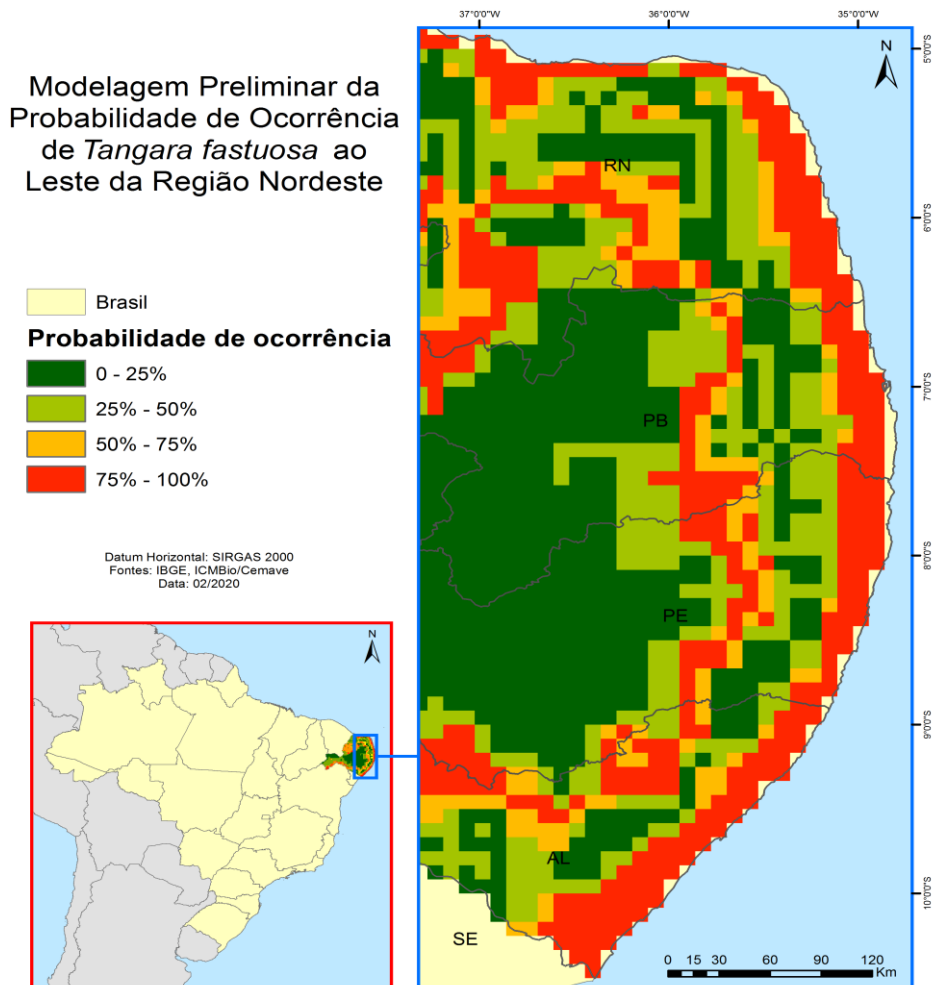 Modelagem Preliminar da
Probabilidade de Ocorrência
de Tangara fastuosa ao
Leste da Região Nordeste
Brasil
Probabilidade de ocorrência
0 - 25%
25% - 50%
50% - 75%
75% - 100%
Datum Horizontal: SIRGAS 2000
Fontes: IBGE, ICMBio/Cemave
Data: 02/2020
N
37°0'0"W 36°0'0"W 35°0'0"W
N
5°0'0"S
RN
6°0'0"S
7°0'0"S
PB
8°0'0"S
PE
9°0'0"S
AL
10°0'0"S
SE
0 15 30 60 90 120
Km